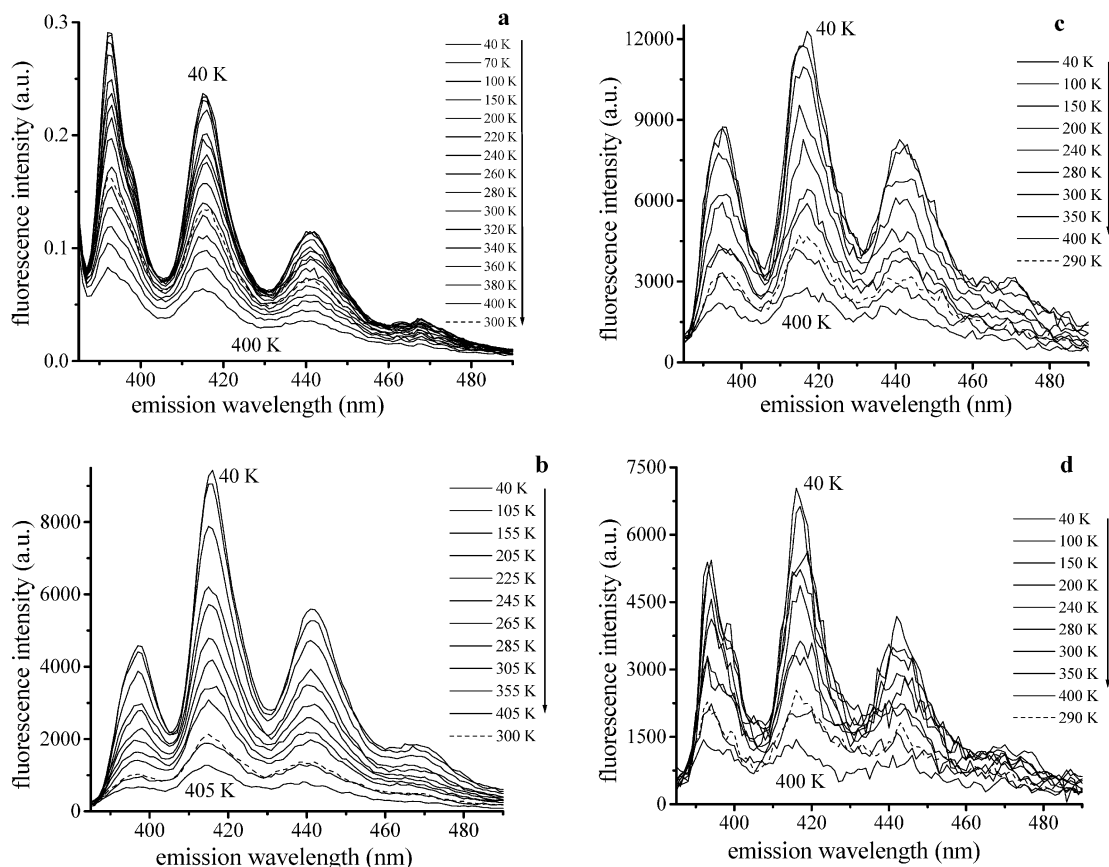 a
fluorescence intensity (a.u.)
0.3
0.2
0.1
0.0
40 K
400 K
40 K
70 K
100 K
150 K
200 K
220 K
240 K
260 K
280 K
300 K
320 K
340 K
360 K
380 K
400 K
300 K
400 420 440 460 480
emission wavelength (nm)
c
fluorescence intensity (a.u.)
12000
9000
6000
3000
0
40 K
400 K
40 K
100 K
150 K
200 K
240 K
280 K
300 K
350 K
400 K
290 K
400 420 440 460 480
emission wavelength (nm)
b
fluorescence intensity (a.u.)
8000
6000
4000
2000
0
40 K
405 K
40 K
105 K
155 K
205 K
225 K
245 K
265 K
285 K
305 K
355 K
405 K
300 K
400 420 440 460 480
emission wavelength (nm)
d
fluorescence intenisty (a.u.)
7500
6000
4500
3000
1500
0
40 K
400 K
40 K
100 K
150 K
200 K
240 K
280 K
300 K
350 K
400 K
290 K
400 420 440 460 480
emission wavelength (nm)